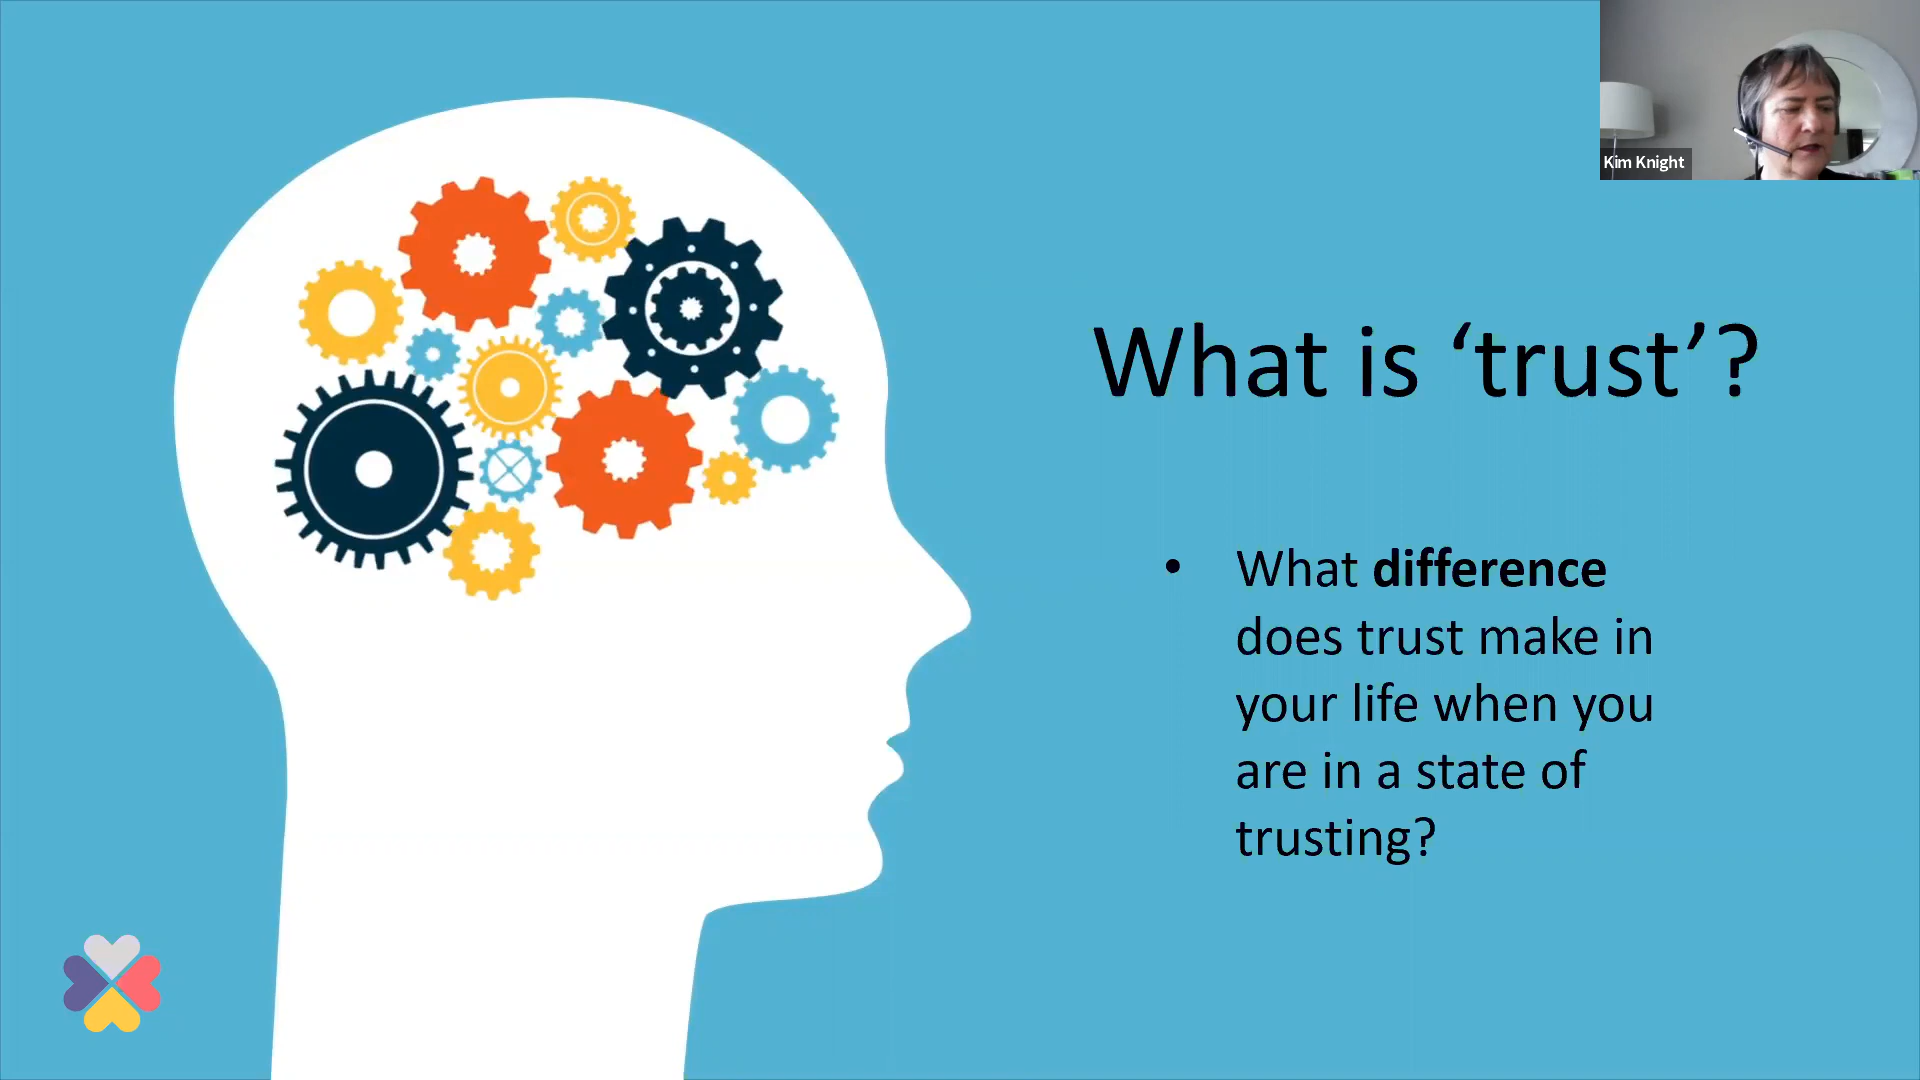 Kim Knight
What is ‘trust’?
• What difference
does trust make in
your life when you
are in a state of
trusting?